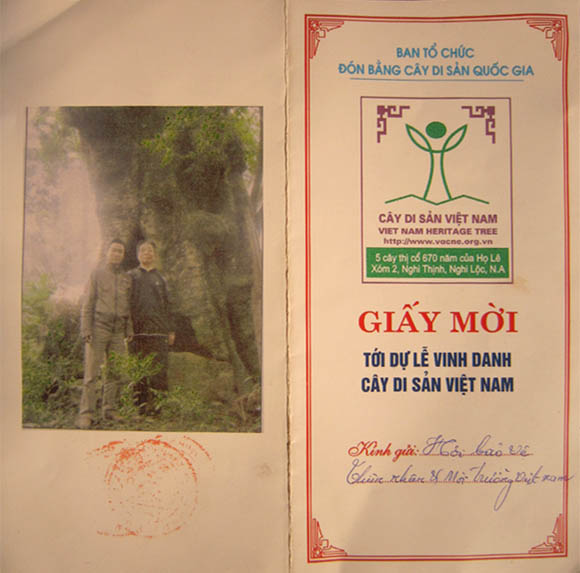 BAN TỔ CHỨC
ĐÓN BẰNG CÂY DI SẢN QUỐC GIA
CÂY DI SẢN VIỆT NAM
VIET NAM HERITAGE TREE
http://www.vacne.org.vn
5 cây thị cổ 670 năm của Họ Lê
Xóm 2, Nghi Thịnh, Nghi Lộc, N.A
GIẤY MỜI
TỚI DỰ LỄ VINH DANH
CÂY DI SẢN VIỆT NAM
Kính gửi: Hội bảo vệ
thiên nhiên & Môi trường Việt nam